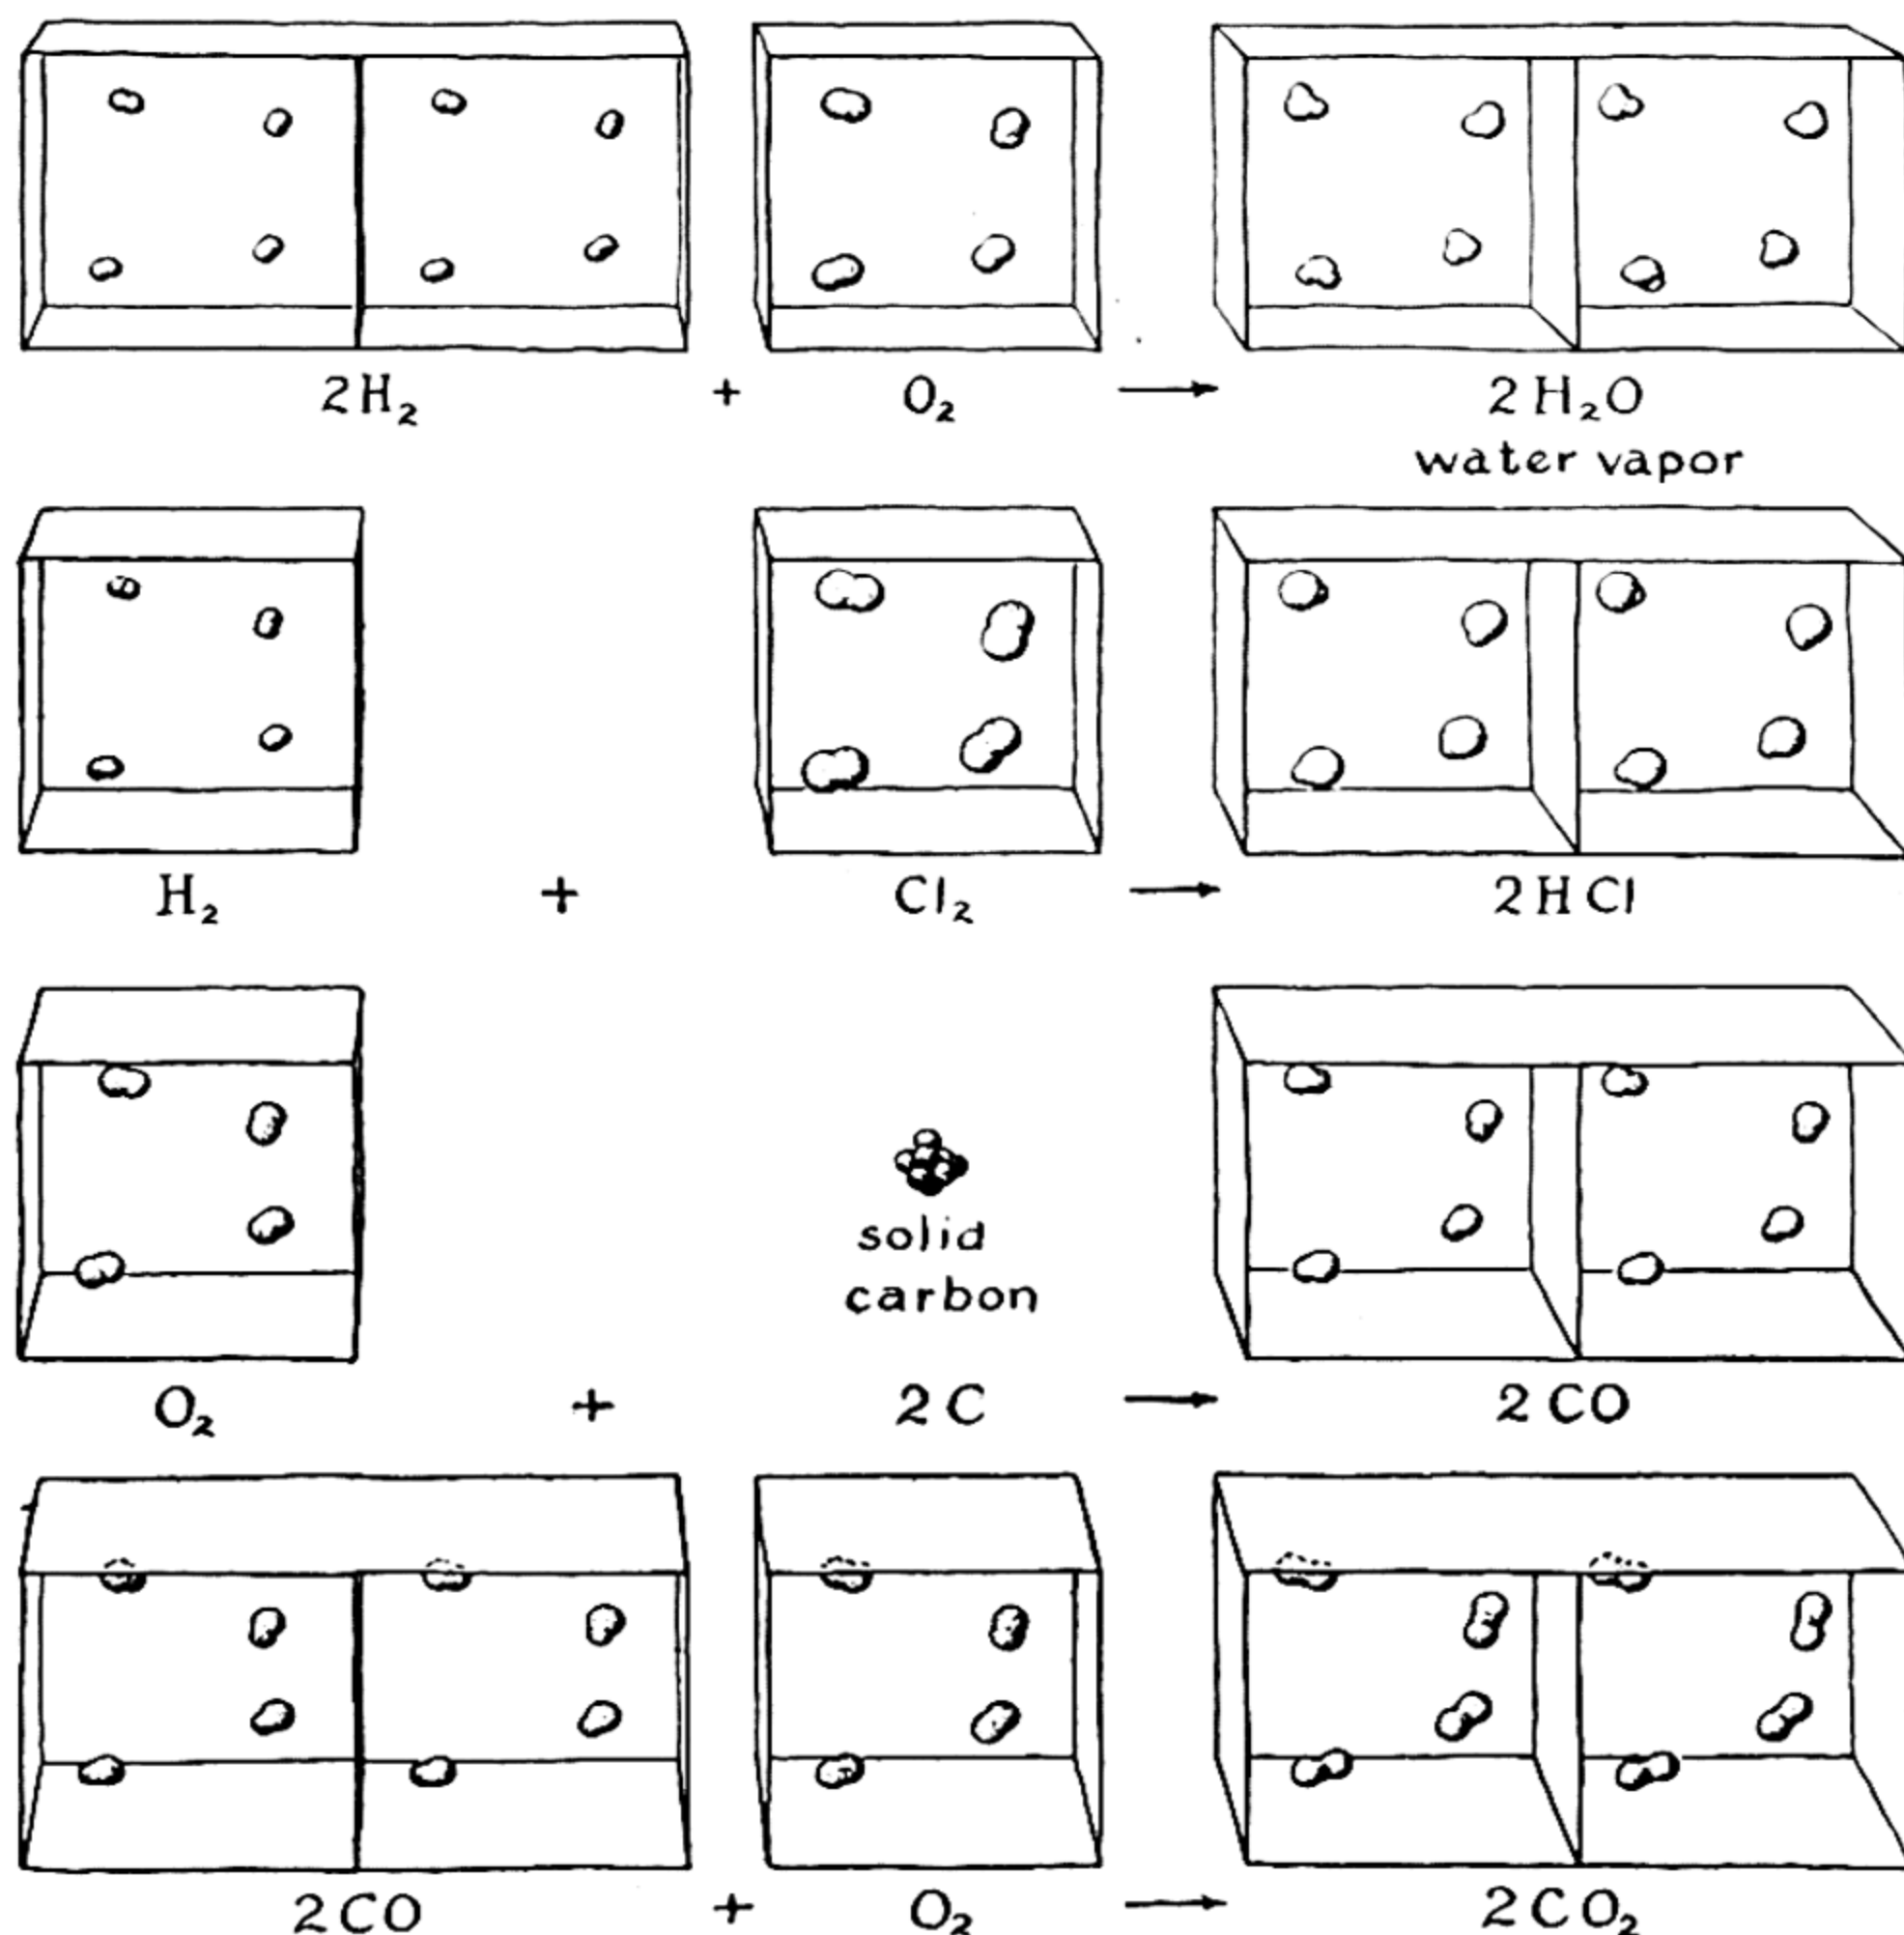 2H₂ + O₂ → 2H₂O
water vapor
H₂ + Cl₂ → 2HCl
solid
carbon
O₂ + 2C → 2CO
2CO + O₂ → 2CO₂